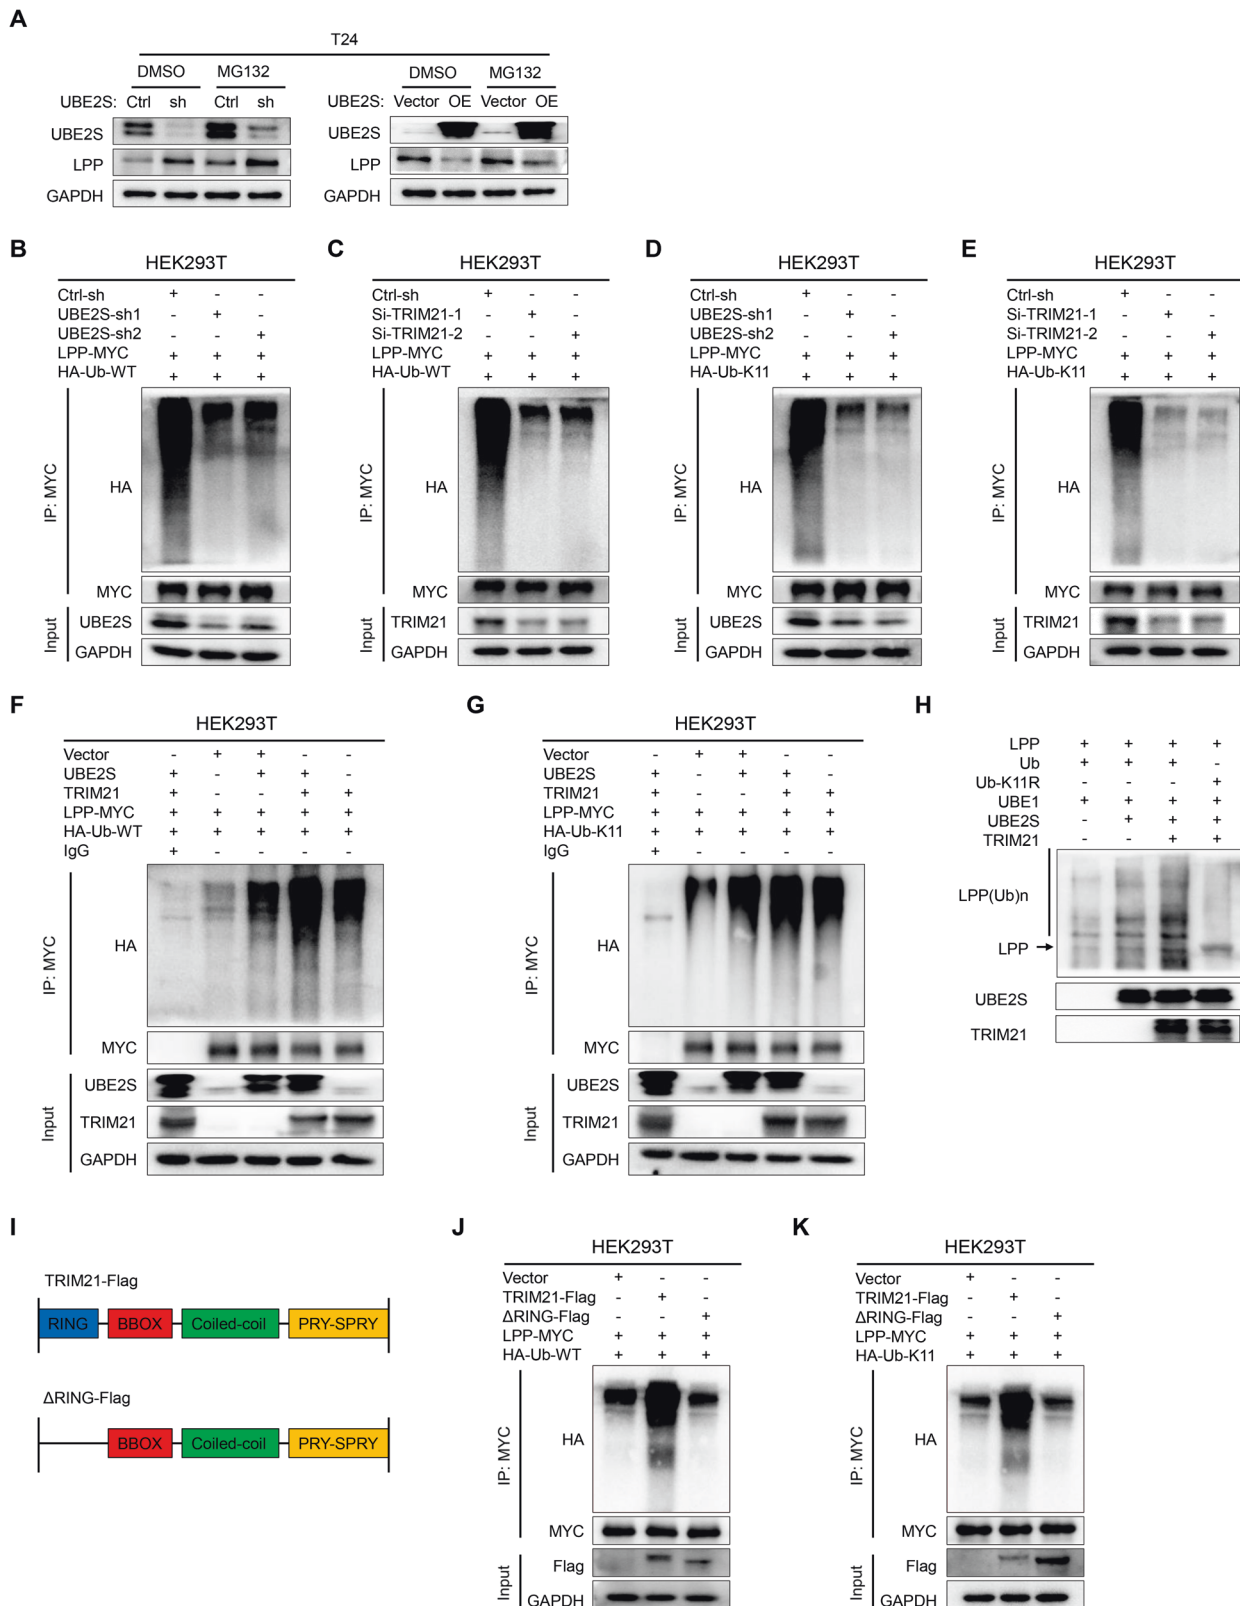 A
T24
DMSO MG132 DMSO MG132
UBE2S: Ctrl sh Ctrl sh UBE2S: Vector OE Vector OE
UBE2S UBE2S
LPP LPP
GAPDH GAPDH
B
HEK293T
Ctrl-sh + - -
UBE2S-sh1 - + -
UBE2S-sh2 - - +
LPP-MYC + + +
HA-Ub-WT + + +
IP: MYC
HA
MYC
Input
UBE2S
GAPDH
C
HEK293T
Ctrl-sh + - -
Si-TRIM21-1 - + -
Si-TRIM21-2 - - +
LPP-MYC + + +
HA-Ub-WT + + +
IP: MYC
HA
MYC
Input
TRIM21
GAPDH
D
HEK293T
Ctrl-sh + - -
UBE2S-sh1 - + -
UBE2S-sh2 - - +
LPP-MYC + + +
HA-Ub-K11 + + +
IP: MYC
HA
MYC
Input
UBE2S
GAPDH
E
HEK293T
Ctrl-sh + - -
Si-TRIM21-1 - + -
Si-TRIM21-2 - - +
LPP-MYC + + +
HA-Ub-K11 + + +
IP: MYC
HA
MYC
Input
TRIM21
GAPDH
F
HEK293T
Vector - + + - -
UBE2S + - + + -
TRIM21 + - - + +
LPP-MYC + + + + +
HA-Ub-WT + + + + +
IgG + - - - -
IP: MYC
HA
MYC
Input
UBE2S
TRIM21
GAPDH
G
HEK293T
Vector - + + - -
UBE2S + - + + -
TRIM21 + - - + +
LPP-MYC + + + + +
HA-Ub-K11 + + + + +
IgG + - - - -
IP: MYC
HA
MYC
Input
UBE2S
TRIM21
GAPDH
H
LPP + + + +
Ub + + + -
Ub-K11R - - - +
UBE1 + + + +
UBE2S - + + +
TRIM21 - - + +
LPP(Ub)n
LPP
UBE2S
TRIM21
I
TRIM21-Flag
RING BBOX Coiled-coil PRY-SPRY
ΔRING-Flag
BBOX Coiled-coil PRY-SPRY
J
HEK293T
Vector + - -
TRIM21-Flag - + -
ΔRING-Flag - - +
LPP-MYC + + +
HA-Ub-WT + + +
IP: MYC
HA
MYC
Input
Flag
GAPDH
K
HEK293T
Vector + - -
TRIM21-Flag - + -
ΔRING-Flag - - +
LPP-MYC + + +
HA-Ub-K11 + + +
IP: MYC
HA
MYC
Input
Flag
GAPDH